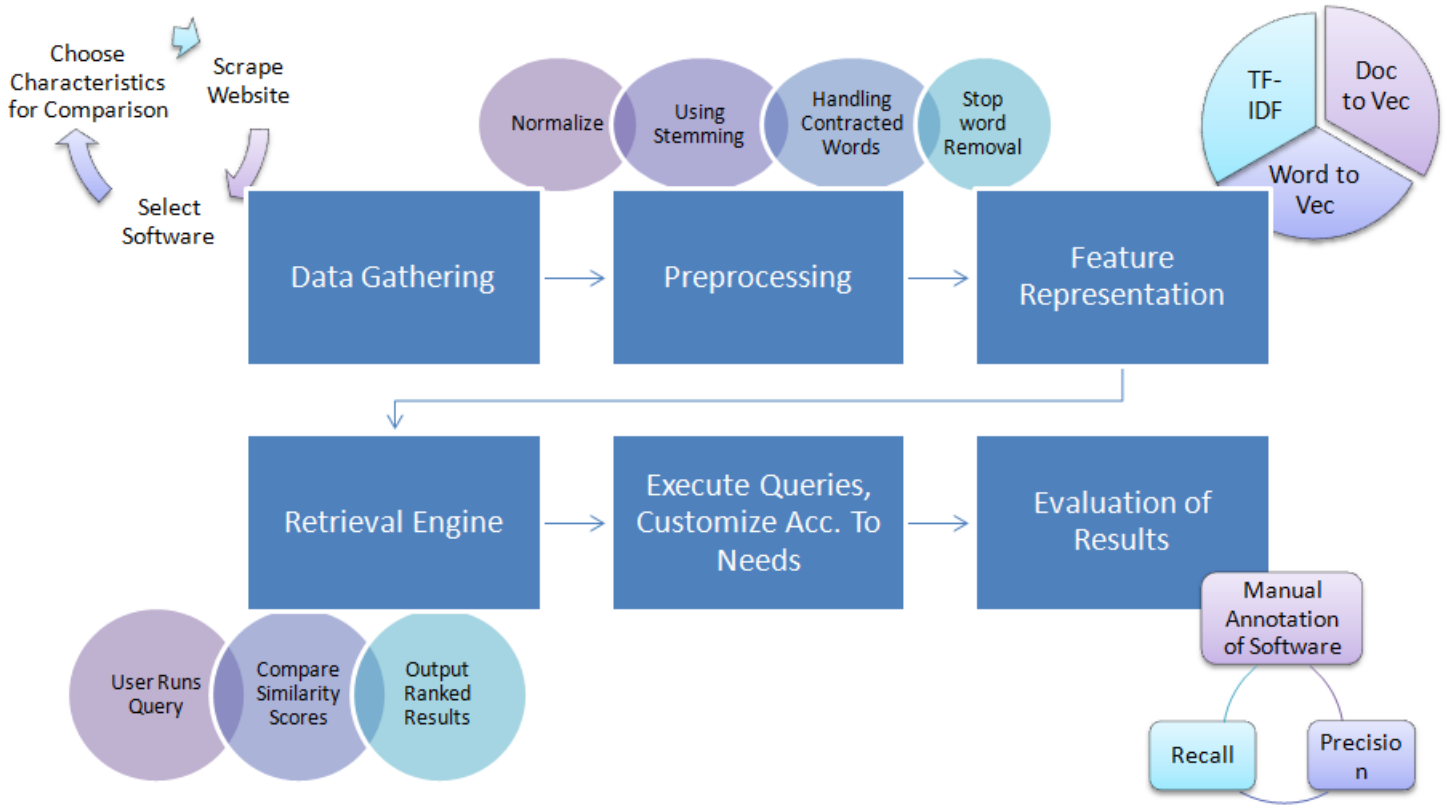 Choose
Characteristics
for Comparison
Scrape
Website
Select
Software
Normalize
Using
Stemming
Handling
Contracted
Words
Stop
word
Removal
TF-
IDF
Doc
to Vec
Word to
Vec
Data Gathering
Preprocessing
Feature
Representation
Retrieval Engine
Execute Queries,
Customize Acc. To
Needs
Evaluation of
Results
User Runs
Query
Compare
Similarity
Scores
Output
Ranked
Results
Manual
Annotation
of Software
Recall
Precisio
n